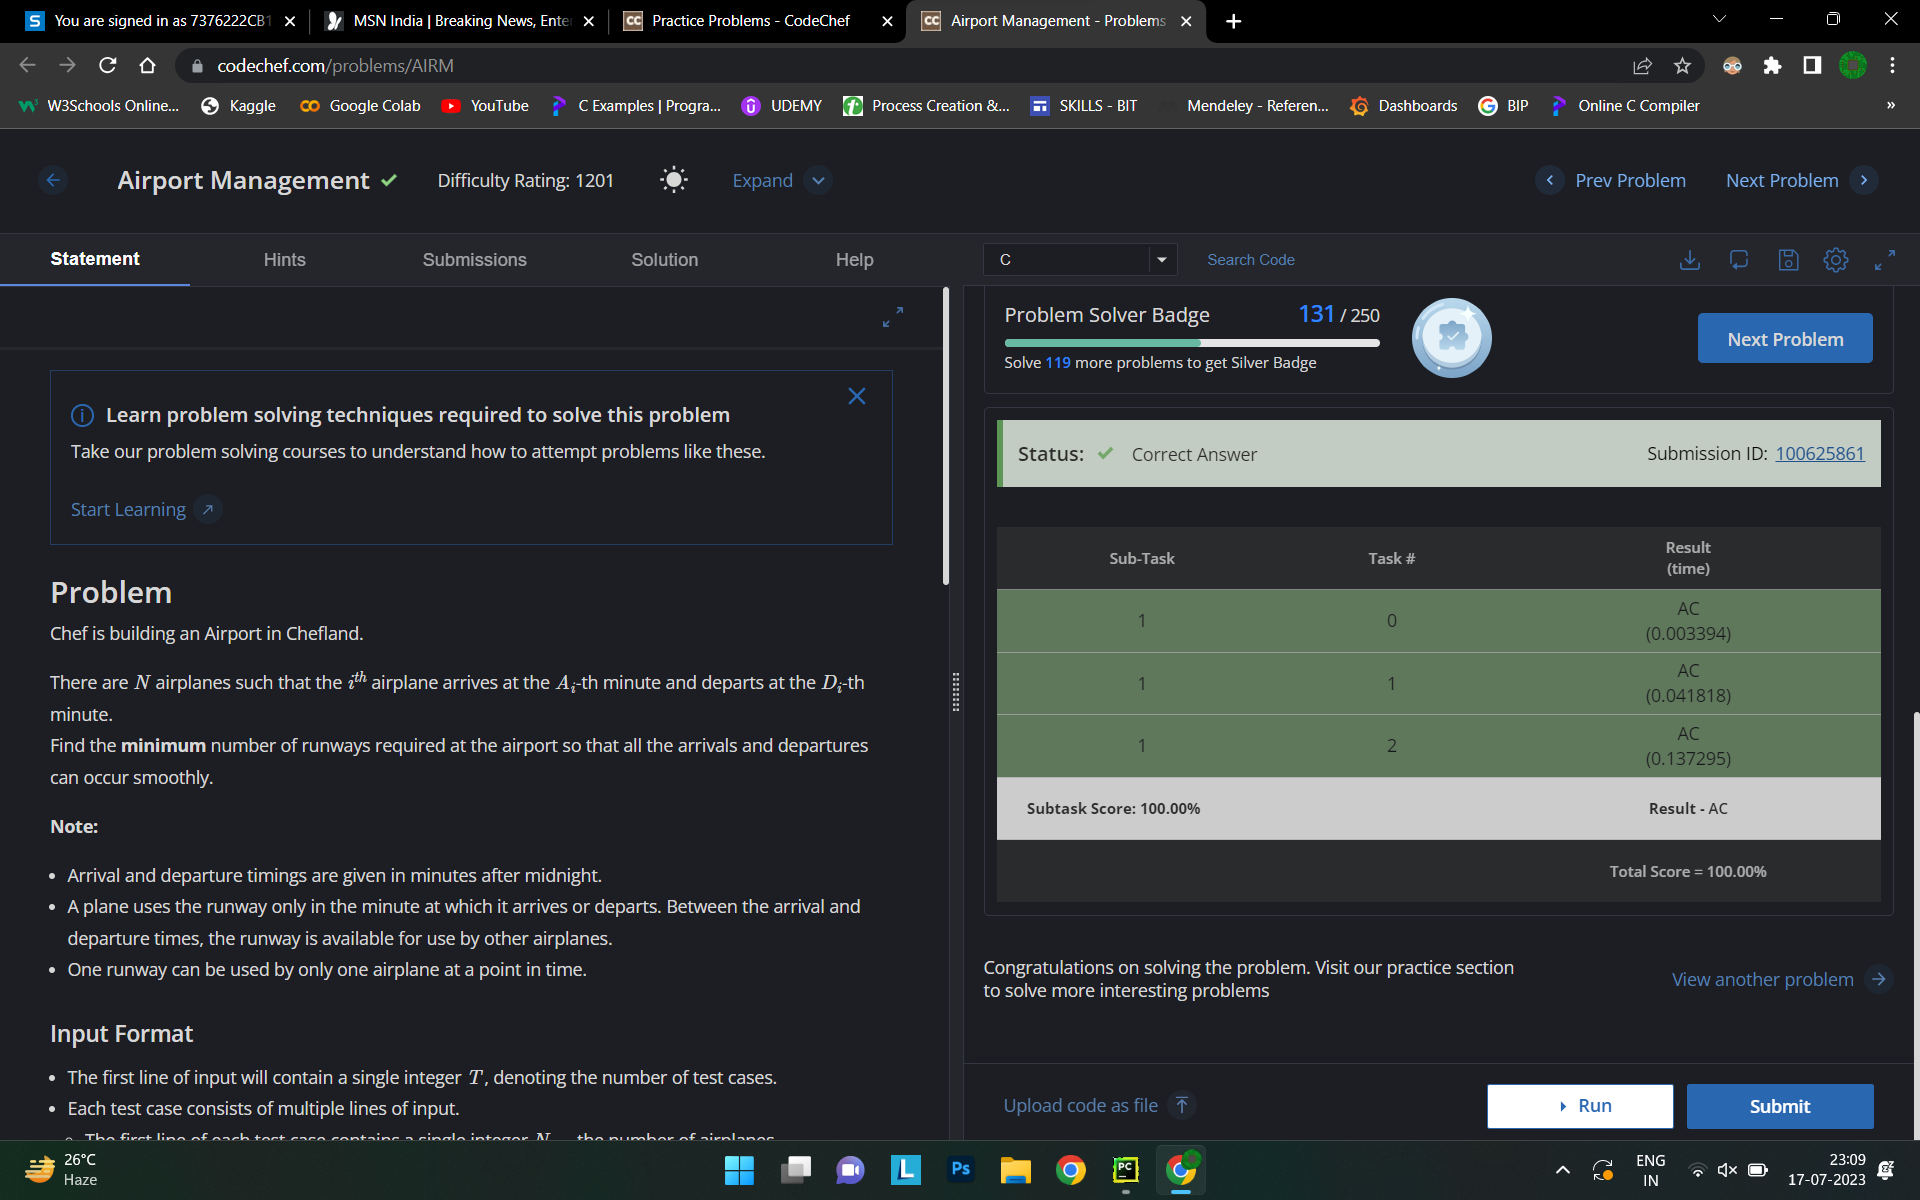 You are signed in as 7376222CB1
MSN India | Breaking News, Ente
Practice Problems - CodeChef
Airport Management - Problems
codechef.com/problems/AIRM
W3Schools Online...
Kaggle
Google Colab
YouTube
C Examples | Progra...
UDEMY
Process Creation &...
SKILLS - BIT
Mendeley - Referen...
Dashboards
BIP
Online C Compiler
»
Airport Management
Difficulty Rating: 1201
Expand
Prev Problem
Next Problem
Statement
Hints
Submissions
Solution
Help
C
Search Code
Learn problem solving techniques required to solve this problem
Take our problem solving courses to understand how to attempt problems like these.
Start Learning
Problem
Chef is building an Airport in Chefland.
There are N airplanes such that the i^th airplane arrives at the A_i-th minute and departs at the D_i-th
minute.
Find the minimum number of runways required at the airport so that all the arrivals and departures
can occur smoothly.
Note:
• Arrival and departure timings are given in minutes after midnight.
• A plane uses the runway only in the minute at which it arrives or departs. Between the arrival and
departure times, the runway is available for use by other airplanes.
• One runway can be used by only one airplane at a point in time.
Input Format
• The first line of input will contain a single integer T, denoting the number of test cases.
• Each test case consists of multiple lines of input.
The first line of each test case contains a single integer N — the number of airplanes.
Problem Solver Badge
131 / 250
Solve 119 more problems to get Silver Badge
Next Problem
Status:
Correct Answer
Submission ID: 100625861
Sub-Task
Task #
Result
(time)
1
0
AC
(0.003394)
1
1
AC
(0.041818)
1
2
AC
(0.137295)
Subtask Score: 100.00%
Result - AC
Total Score = 100.00%
Congratulations on solving the problem. Visit our practice section
to solve more interesting problems
View another problem
Upload code as file
Run
Submit
26°C
Haze
L
Ps
PC
ENG
IN
23:09
17-07-2023